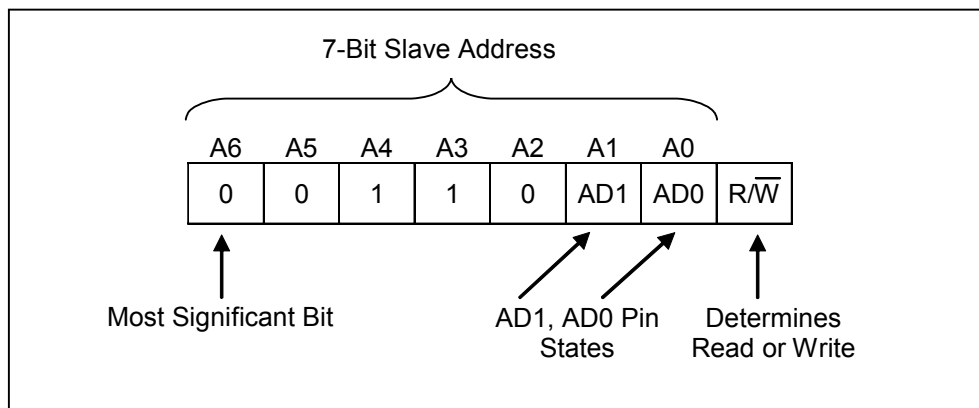 7-Bit Slave Address
A6 A5 A4 A3 A2 A1 A0
0 0 1 1 0 AD1 AD0 R/W̅
Most Significant Bit
AD1, AD0 Pin
States
Determines
Read or Write